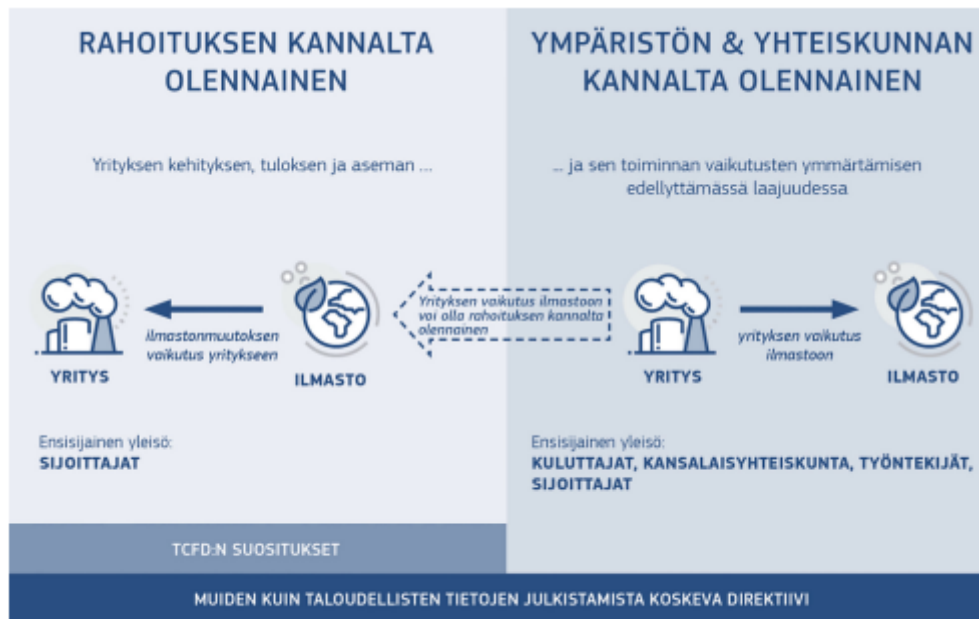 RAHOITUKSEN KANNALTA
OLENNAINEN
Yrityksen kehityksen, tuloksen ja aseman ...
ilmastonmuutoksen
vaikutus yritykseen
YRITYS
ILMASTO
Ensisijainen yleisö:
SIJOITTAJAT
Yrityksen vaikutus ilmastoon
voi olla rahoituksen kannalta
olennainen
YMPÄRISTÖN & YHTEISKUNNAN
KANNALTA OLENNAINEN
... ja sen toiminnan vaikutusten ymmärtämisen
edellyttämässä laajuudessa
yrityksen vaikutus
ilmastoon
YRITYS
ILMASTO
Ensisijainen yleisö:
KULUTTAJAT, KANSALAISYHTEISKUNTA, TYÖNTEKIJÄT,
SIJOITTAJAT
TCFD:N SUOSITUKSET
MUIDEN KUIN TALOUDELLISTEN TIETOJEN JULKISTAMISTA KOSKEVA DIREKTIIVI